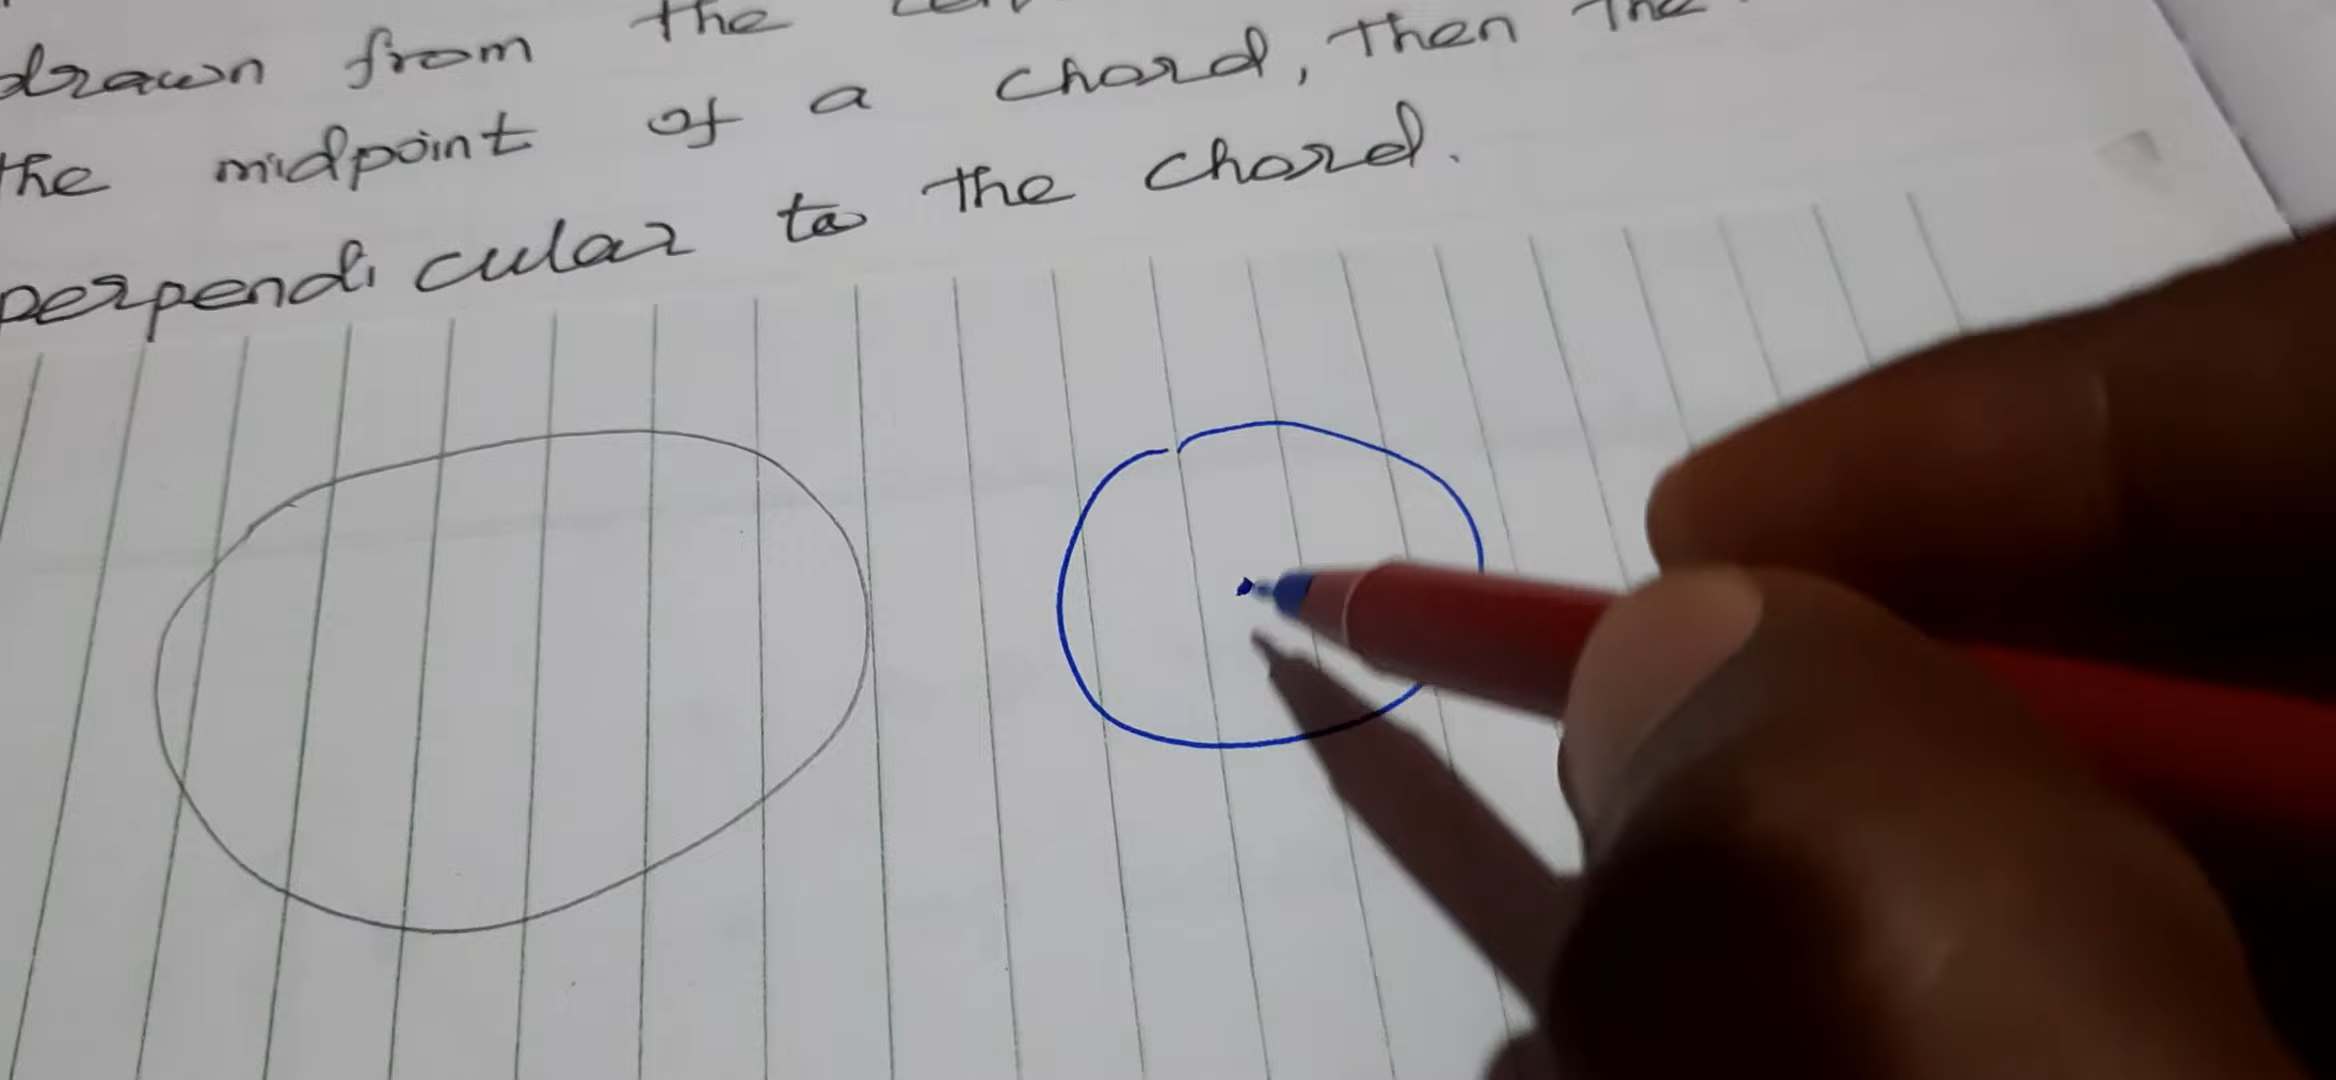 drawn from the
the midpoint of a chord, then the
perpendicular to the chord.